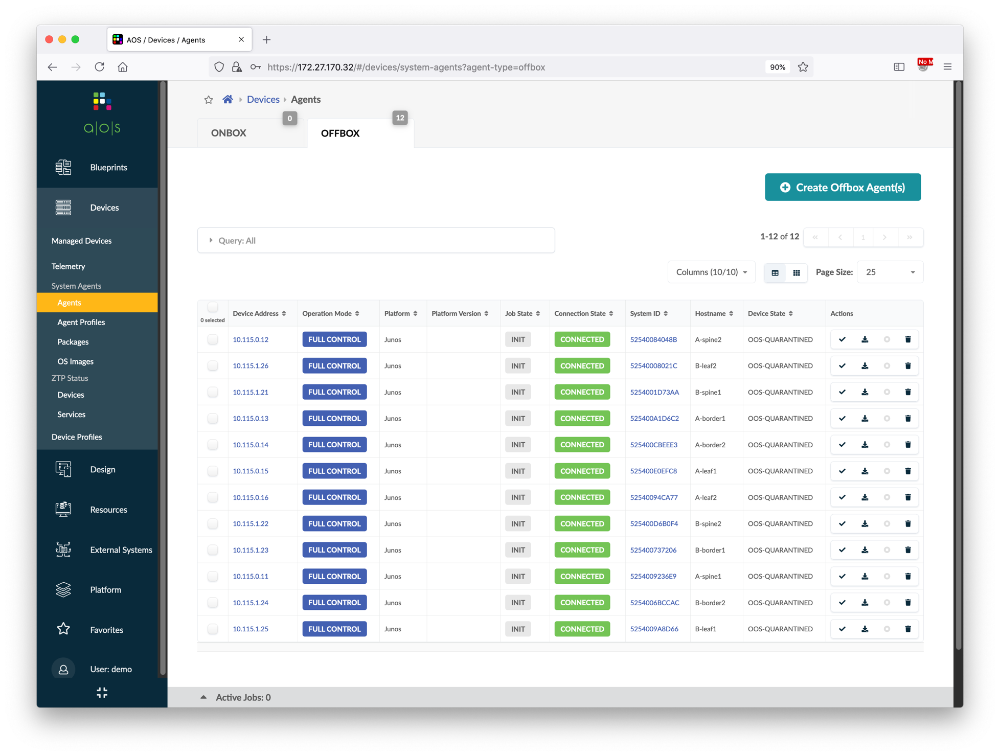 AOS / Devices / Agents
https://172.27.170.32/#/devices/system-agents?agent-type=offbox
90%
No M
a|o|s
Blueprints
Devices
Managed Devices
Telemetry
System Agents
Agents
Agent Profiles
Packages
OS Images
ZTP Status
Devices
Services
Device Profiles
Design
Resources
External Systems
Platform
Favorites
User: demo
Devices Agents
ONBOX 0
OFFBOX 12
Create Offbox Agent(s)
Query: All
1-12 of 12 « < 1 > »
Columns (10/10) Page Size: 25
0 selected Device Address Operation Mode Platform Platform Version Job State Connection State System ID Hostname Device State Actions
10.115.0.12 FULL CONTROL Junos INIT CONNECTED 52540084048B A-spine2 OOS-QUARANTINED
10.115.1.26 FULL CONTROL Junos INIT CONNECTED 52540008021C B-leaf2 OOS-QUARANTINED
10.115.1.21 FULL CONTROL Junos INIT CONNECTED 5254001D73AA B-spine1 OOS-QUARANTINED
10.115.0.13 FULL CONTROL Junos INIT CONNECTED 525400A1D6C2 A-border1 OOS-QUARANTINED
10.115.0.14 FULL CONTROL Junos INIT CONNECTED 525400CBEEE3 A-border2 OOS-QUARANTINED
10.115.0.15 FULL CONTROL Junos INIT CONNECTED 525400E0EFC8 A-leaf1 OOS-QUARANTINED
10.115.0.16 FULL CONTROL Junos INIT CONNECTED 52540094CA77 A-leaf2 OOS-QUARANTINED
10.115.1.22 FULL CONTROL Junos INIT CONNECTED 525400D6B0F4 B-spine2 OOS-QUARANTINED
10.115.1.23 FULL CONTROL Junos INIT CONNECTED 525400737206 B-border1 OOS-QUARANTINED
10.115.0.11 FULL CONTROL Junos INIT CONNECTED 5254009236E9 A-spine1 OOS-QUARANTINED
10.115.1.24 FULL CONTROL Junos INIT CONNECTED 5254006BCCAC B-border2 OOS-QUARANTINED
10.115.1.25 FULL CONTROL Junos INIT CONNECTED 5254009A8D66 B-leaf1 OOS-QUARANTINED
Active Jobs: 0